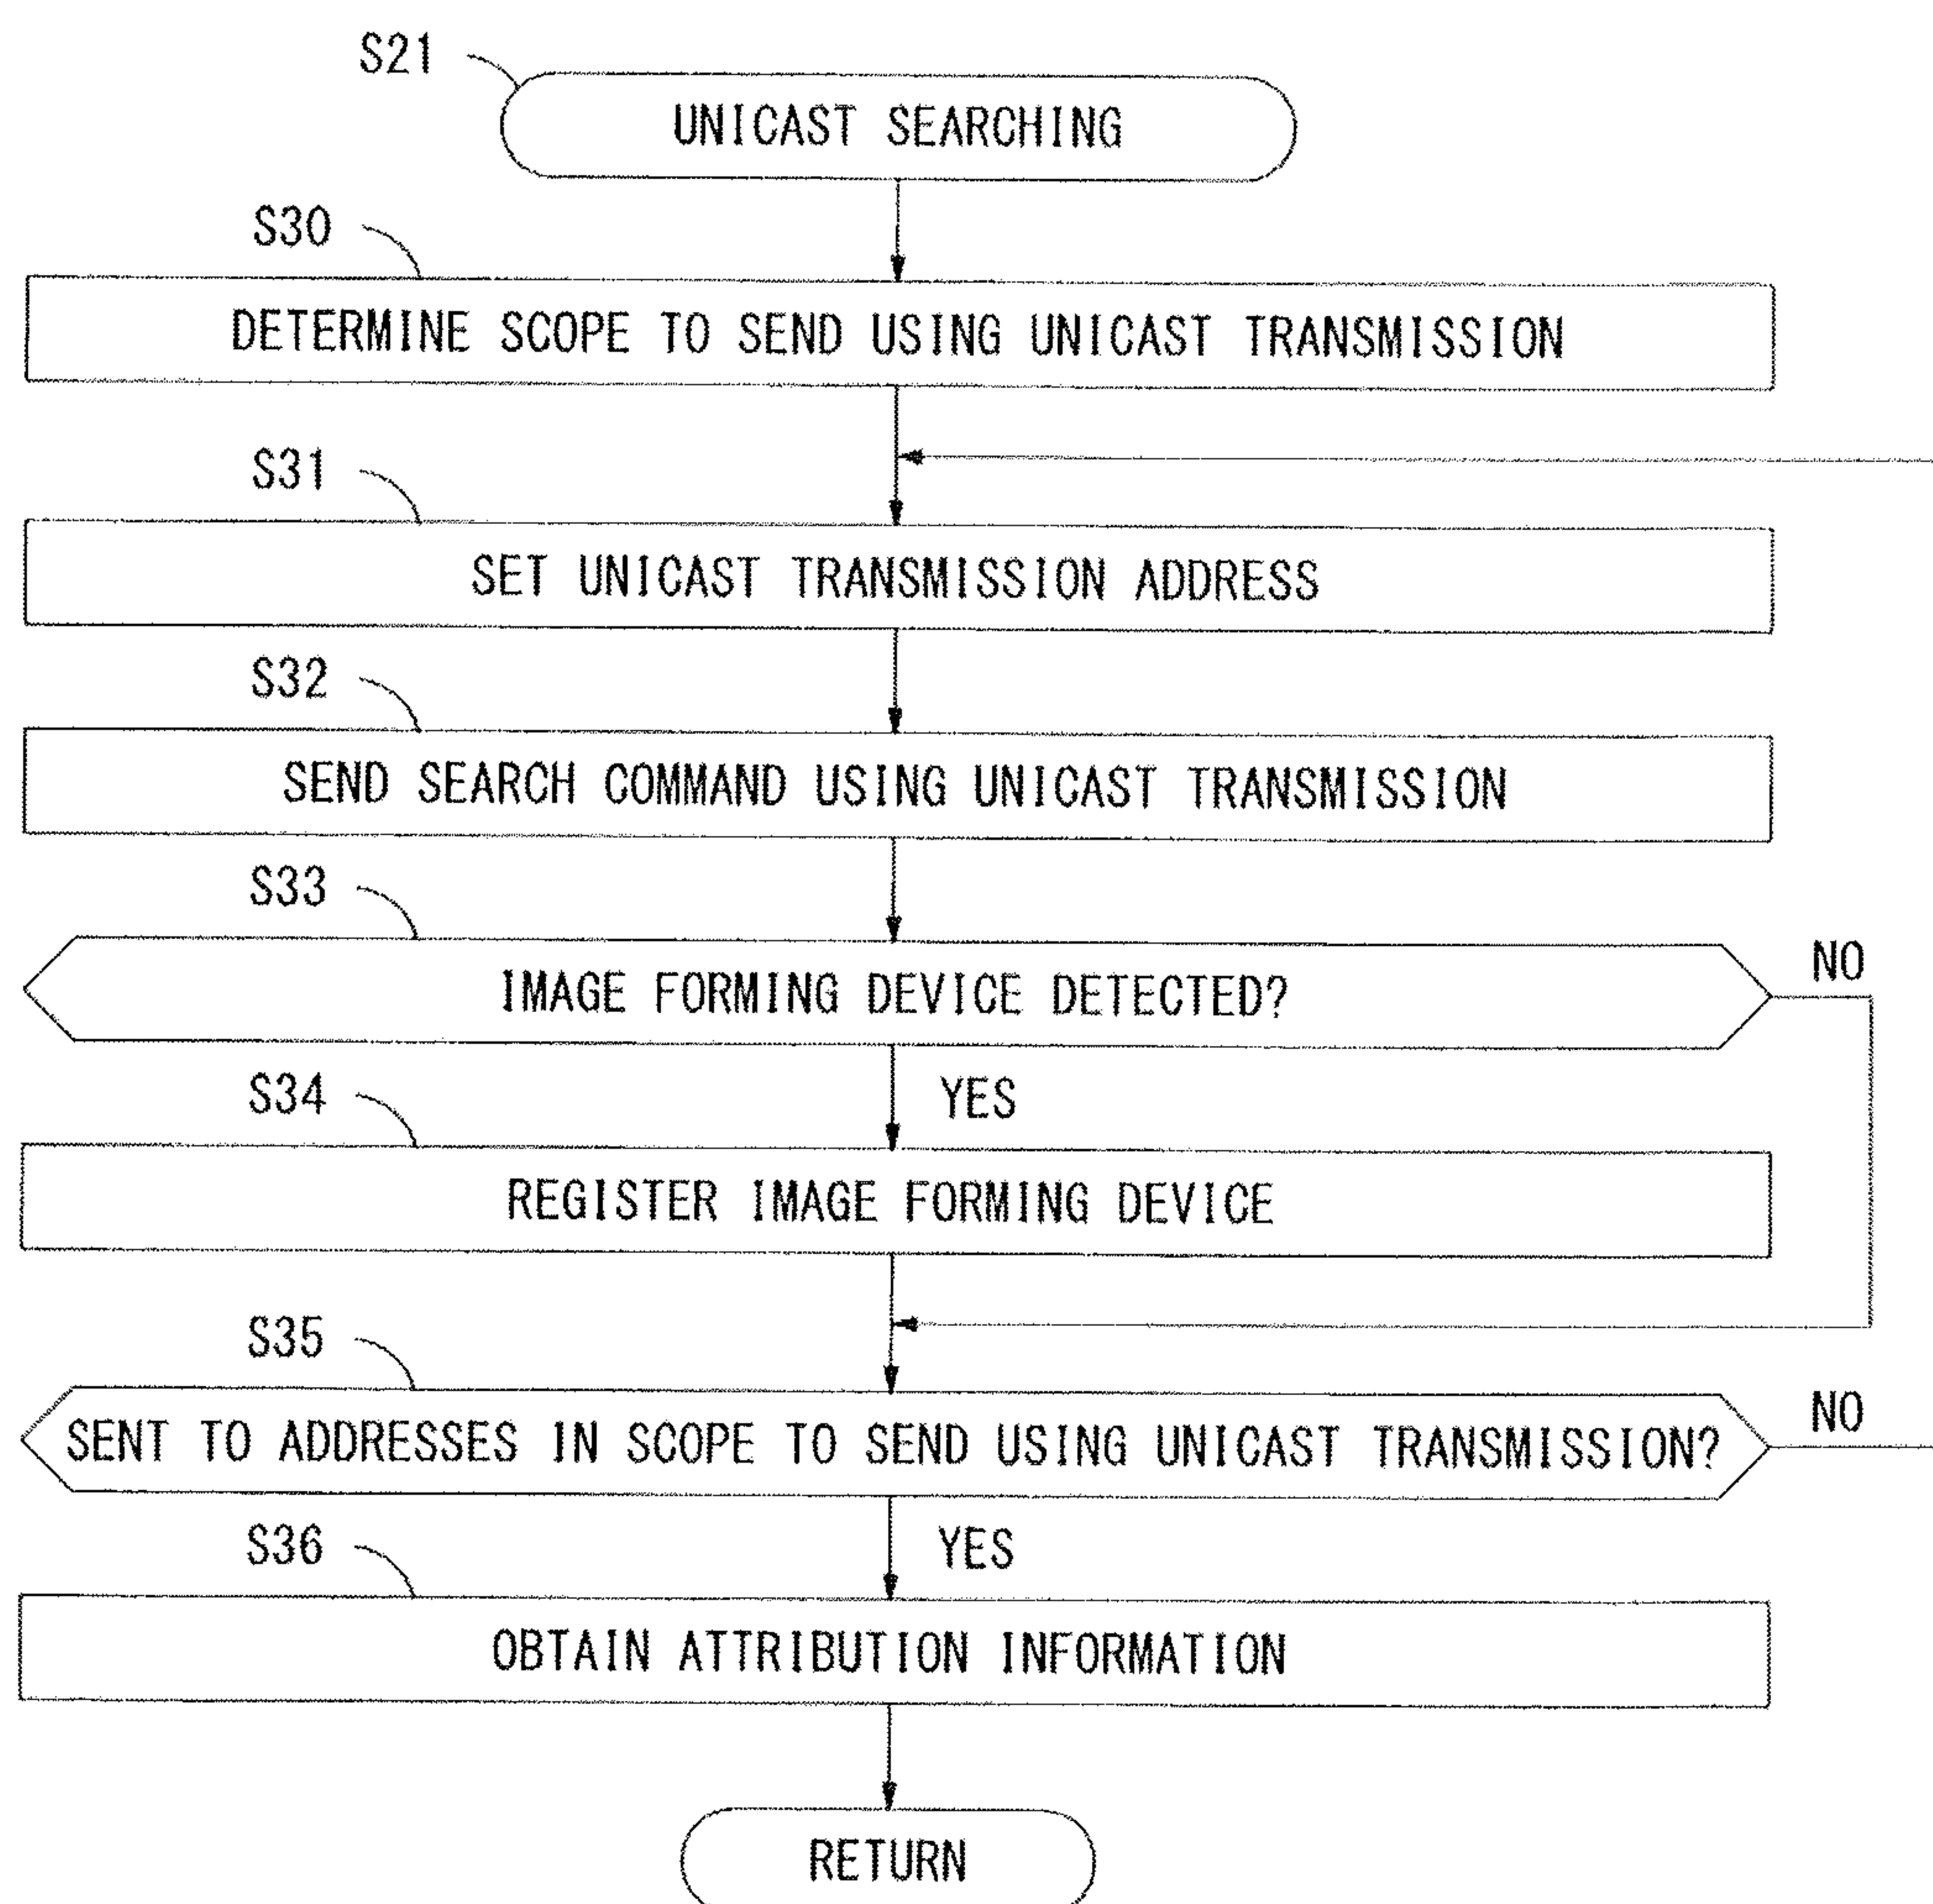 S21
UNICAST SEARCHING
S30
DETERMINE SCOPE TO SEND USING UNICAST TRANSMISSION
S31
SET UNICAST TRANSMISSION ADDRESS
S32
SEND SEARCH COMMAND USING UNICAST TRANSMISSION
S33
IMAGE FORMING DEVICE DETECTED?
NO
YES
S34
REGISTER IMAGE FORMING DEVICE
S35
SENT TO ADDRESSES IN SCOPE TO SEND USING UNICAST TRANSMISSION?
NO
YES
S36
OBTAIN ATTRIBUTION INFORMATION
RETURN